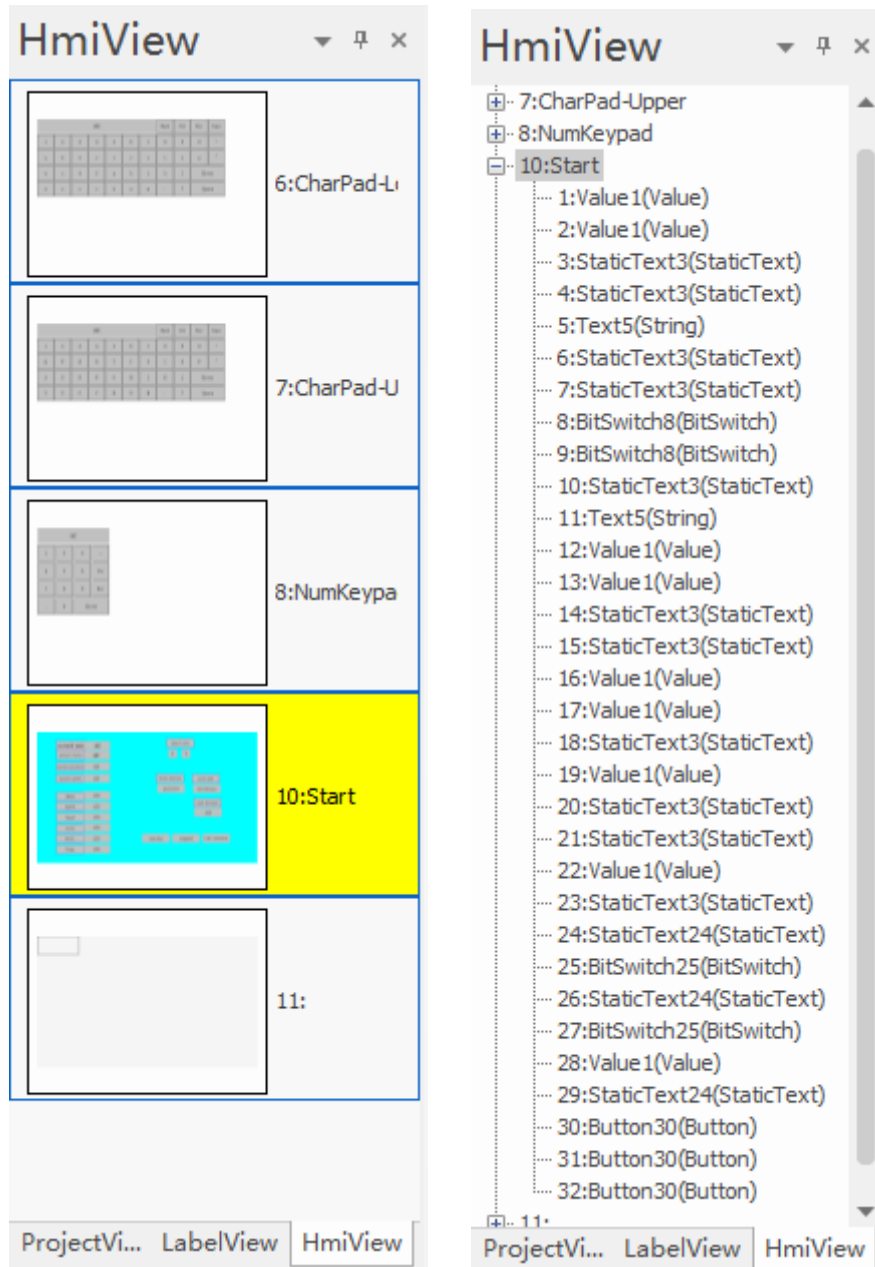 HmiView
6:CharPad-L
7:CharPad-U
8:NumKeypa
10:Start
11:
ProjectVi... LabelView HmiView
HmiView
7:CharPad-Upper
8:NumKeypad
10:Start
1:Value1(Value)
2:Value1(Value)
3:StaticText3(StaticText)
4:StaticText3(StaticText)
5:Text5(String)
6:StaticText3(StaticText)
7:StaticText3(StaticText)
8:BitSwitch8(BitSwitch)
9:BitSwitch8(BitSwitch)
10:StaticText3(StaticText)
11:Text5(String)
12:Value1(Value)
13:Value1(Value)
14:StaticText3(StaticText)
15:StaticText3(StaticText)
16:Value1(Value)
17:Value1(Value)
18:StaticText3(StaticText)
19:Value1(Value)
20:StaticText3(StaticText)
21:StaticText3(StaticText)
22:Value1(Value)
23:StaticText3(StaticText)
24:StaticText24(StaticText)
25:BitSwitch25(BitSwitch)
26:StaticText24(StaticText)
27:BitSwitch25(BitSwitch)
28:Value1(Value)
29:StaticText24(StaticText)
30:Button30(Button)
31:Button30(Button)
32:Button30(Button)
11:
ProjectVi... LabelView HmiView